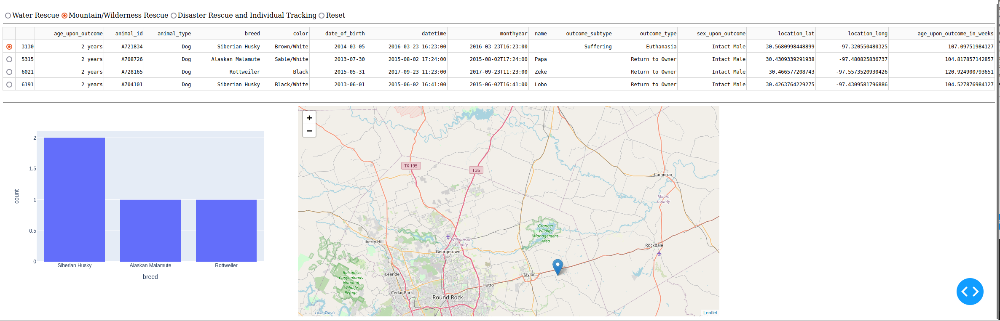 Water Rescue Mountain/Wilderness Rescue Disaster Rescue and Individual Tracking Reset
age_upon_outcome animal_id animal_type breed color date_of_birth datetime monthyear name outcome_subtype outcome_type sex_upon_outcome location_lat location_long age_upon_outcome_in_weeks
3130 2 years A721834 Dog Siberian Husky Brown/White 2014-03-05 2016-03-23 16:23:00 2016-03-23T16:23:00 Suffering Euthanasia Intact Male 30.5680998448899 -97.320550480325 107.09751984127
5315 2 years A708726 Dog Alaskan Malamute Sable/White 2013-07-30 2015-08-02 17:24:00 2015-08-02T17:24:00 Papa Return to Owner Intact Male 30.4309339291938 -97.480825836737 104.817857142857
6021 2 years A728165 Dog Rottweiler Black 2015-05-31 2017-09-23 11:23:00 2017-09-23T11:23:00 Zeke Return to Owner Intact Male 30.466577208743 -97.5573520930426 120.924900793651
6191 2 years A704101 Dog Siberian Husky Black/White 2013-06-01 2015-06-02 16:41:00 2015-06-02T16:41:00 Lobo Return to Owner Intact Male 30.4263764229275 -97.4309581796886 104.527876984127
2
1.5
1
0.5
0
count
Siberian Husky Alaskan Malamute Rottweiler
breed
+
−
TX 195
I 35
Cameron
Milam
County
Granger
Wildlife
Management
Area
Liberty Hill
Williamson
County
Georgetown
Rockdale
Balcones
Canyonlands
National
Wildlife
Refuge
Leander
Taylor
Hutto
Cedar Park
Round Rock
Lake Travis
Leaflet